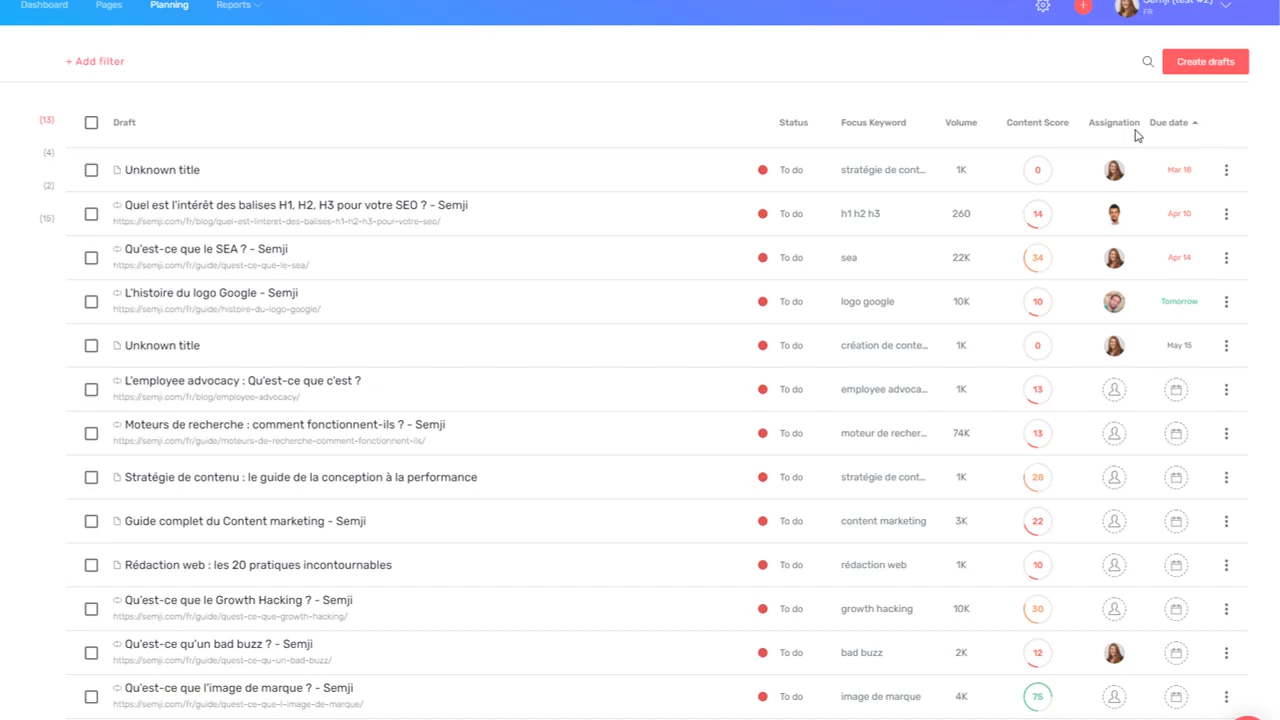 Dashboard Pages Planning Reports
Semji (test #2)
FR
+ Add filter
Create drafts
(13)
(4)
(2)
(15)
Draft Status Focus Keyword Volume Content Score Assignation Due date
Unknown title To do stratégie de cont... 1K 0 Mar 18
Quel est l'intérêt des balises H1, H2, H3 pour votre SEO ? - Semji To do h1 h2 h3 260 14 Apr 10
https://semji.com/fr/blog/quel-est-linteret-des-balises-h1-h2-h3-pour-votre-seo/
Qu'est-ce que le SEA ? - Semji To do sea 22K 34 Apr 14
https://semji.com/fr/guide/quest-ce-que-le-sea/
L'histoire du logo Google - Semji To do logo google 10K 10 Tomorrow
https://semji.com/fr/guide/histoire-du-logo-google/
Unknown title To do création de conte... 1K 0 May 15
L'employee advocacy : Qu'est-ce que c'est ? To do employee advoca... 1K 13
https://semji.com/fr/blog/employee-advocacy/
Moteurs de recherche : comment fonctionnent-ils ? - Semji To do moteur de recher... 74K 13
https://semji.com/fr/guide/moteurs-de-recherche-comment-fonctionnent-ils/
Stratégie de contenu : le guide de la conception à la performance To do stratégie de cont... 1K 28
Guide complet du Content marketing - Semji To do content marketing 3K 22
Rédaction web : les 20 pratiques incontournables To do rédaction web 1K 10
Qu'est-ce que le Growth Hacking ? - Semji To do growth hacking 10K 30
https://semji.com/fr/guide/quest-ce-que-growth-hacking/
Qu'est-ce qu'un bad buzz ? - Semji To do bad buzz 2K 12
https://semji.com/fr/guide/quest-ce-qu-un-bad-buzz/
Qu'est-ce que l'image de marque ? - Semji To do image de marque 4K 75
https://semji.com/fr/guide/quest-ce-que-l-image-de-marque/